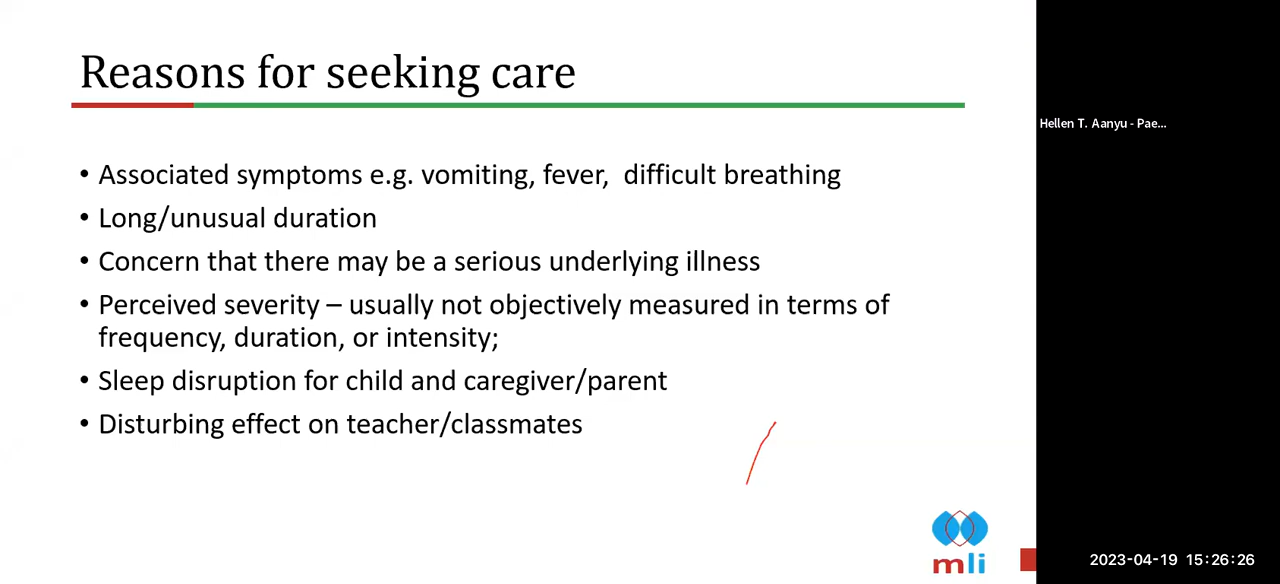 Reasons for seeking care
Hellen T. Aanyu - Pae...
• Associated symptoms e.g. vomiting, fever,  difficult breathing
• Long/unusual duration
• Concern that there may be a serious underlying illness
• Perceived severity – usually not objectively measured in terms of
frequency, duration, or intensity;
• Sleep disruption for child and caregiver/parent
• Disturbing effect on teacher/classmates
mli
2023-04-19 15:26:26